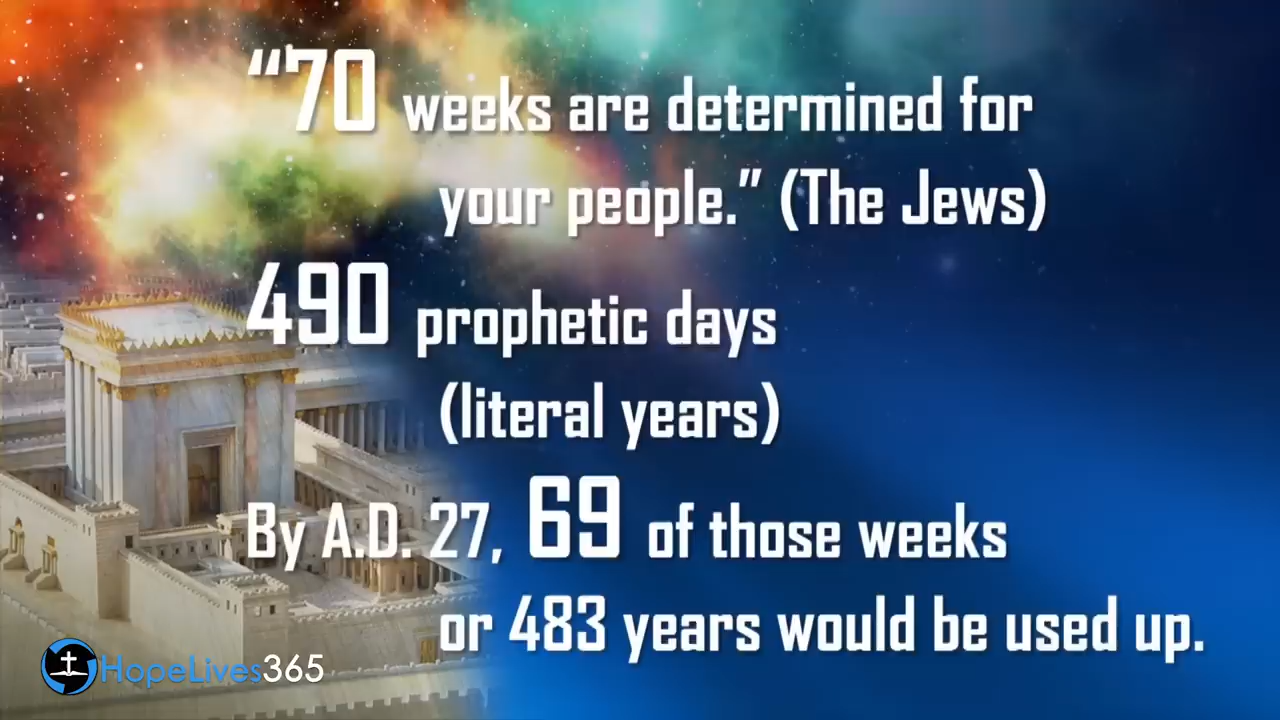 “70 weeks are determined for
your people.” (The Jews)
490 prophetic days
(literal years)
By A.D. 27, 69 of those weeks
or 483 years would be used up.
HopeLives365